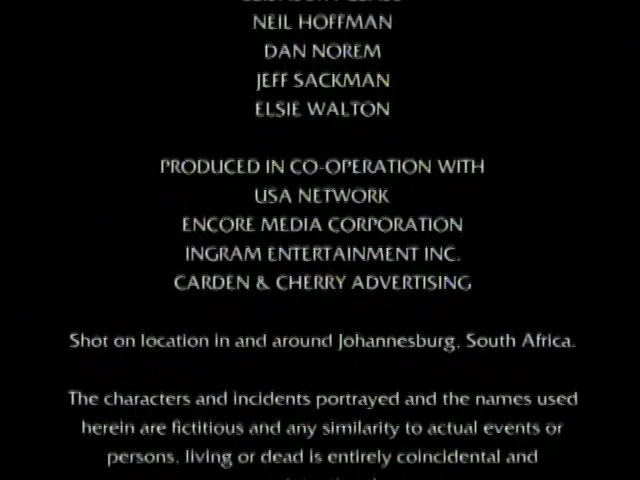 NEIL HOFFMAN
DAN NOREM
JEFF SACKMAN
ELSIE WALTON
PRODUCED IN CO-OPERATION WITH
USA NETWORK
ENCORE MEDIA CORPORATION
INGRAM ENTERTAINMENT INC.
CARDEN & CHERRY ADVERTISING
Shot on location in and around Johannesburg, South Africa.
The characters and incidents portrayed and the names used
herein are fictitious and any similarity to actual events or
persons, living or dead is entirely coincidental and